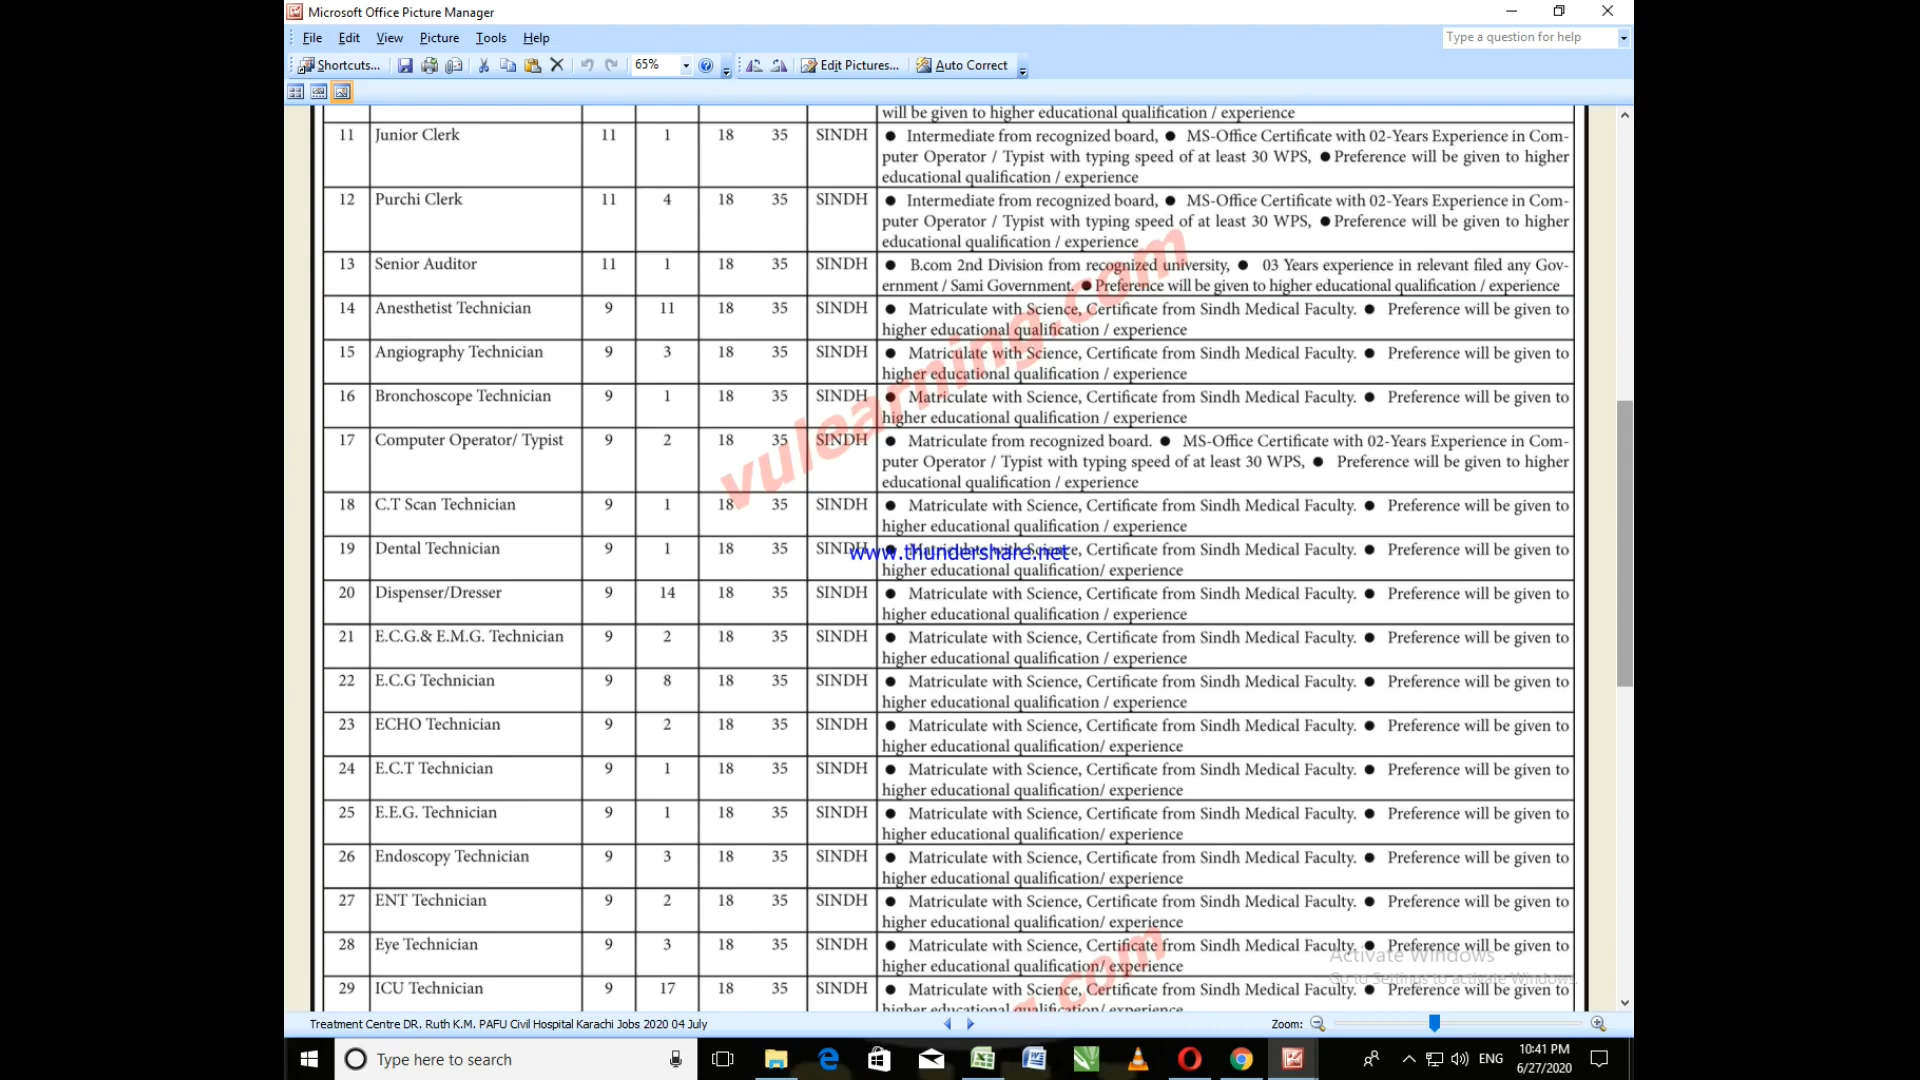 Microsoft Office Picture Manager
File Edit View Picture Tools Help
Type a question for help
Shortcuts... 65% Edit Pictures... Auto Correct
will be given to higher educational qualification / experience
11 Junior Clerk 11 1 18 35 SINDH ● Intermediate from recognized board, ● MS-Office Certificate with 02-Years Experience in Com-
puter Operator / Typist with typing speed of at least 30 WPS, ● Preference will be given to higher
educational qualification / experience
12 Purchi Clerk 11 4 18 35 SINDH ● Intermediate from recognized board, ● MS-Office Certificate with 02-Years Experience in Com-
puter Operator / Typist with typing speed of at least 30 WPS, ● Preference will be given to higher
educational qualification / experience
13 Senior Auditor 11 1 18 35 SINDH ● B.com 2nd Division from recognized university, ● 03 Years experience in relevant filed any Gov-
ernment / Sami Government. ● Preference will be given to higher educational qualification / experience
14 Anesthetist Technician 9 11 18 35 SINDH ● Matriculate with Science, Certificate from Sindh Medical Faculty. ● Preference will be given to
higher educational qualification / experience
15 Angiography Technician 9 3 18 35 SINDH ● Matriculate with Science, Certificate from Sindh Medical Faculty. ● Preference will be given to
higher educational qualification / experience
16 Bronchoscope Technician 9 1 18 35 SINDH ● Matriculate with Science, Certificate from Sindh Medical Faculty. ● Preference will be given to
higher educational qualification / experience
17 Computer Operator/ Typist 9 2 18 35 SINDH ● Matriculate from recognized board. ● MS-Office Certificate with 02-Years Experience in Com-
puter Operator / Typist with typing speed of at least 30 WPS, ● Preference will be given to higher
educational qualification / experience
vulearning.com
18 C.T Scan Technician 9 1 18 35 SINDH ● Matriculate with Science, Certificate from Sindh Medical Faculty. ● Preference will be given to
higher educational qualification / experience
19 Dental Technician 9 1 18 35 SINDH ● Matriculate with Science, Certificate from Sindh Medical Faculty. ● Preference will be given to
www.thundershare.net
higher educational qualification/ experience
20 Dispenser/Dresser 9 14 18 35 SINDH ● Matriculate with Science, Certificate from Sindh Medical Faculty. ● Preference will be given to
higher educational qualification / experience
21 E.C.G.& E.M.G. Technician 9 2 18 35 SINDH ● Matriculate with Science, Certificate from Sindh Medical Faculty. ● Preference will be given to
higher educational qualification / experience
22 E.C.G Technician 9 8 18 35 SINDH ● Matriculate with Science, Certificate from Sindh Medical Faculty. ● Preference will be given to
higher educational qualification / experience
23 ECHO Technician 9 2 18 35 SINDH ● Matriculate with Science, Certificate from Sindh Medical Faculty. ● Preference will be given to
higher educational qualification/ experience
24 E.C.T Technician 9 1 18 35 SINDH ● Matriculate with Science, Certificate from Sindh Medical Faculty. ● Preference will be given to
higher educational qualification/ experience
25 E.E.G. Technician 9 1 18 35 SINDH ● Matriculate with Science, Certificate from Sindh Medical Faculty. ● Preference will be given to
higher educational qualification/ experience
26 Endoscopy Technician 9 3 18 35 SINDH ● Matriculate with Science, Certificate from Sindh Medical Faculty. ● Preference will be given to
higher educational qualification/ experience
27 ENT Technician 9 2 18 35 SINDH ● Matriculate with Science, Certificate from Sindh Medical Faculty. ● Preference will be given to
higher educational qualification/ experience
28 Eye Technician 9 3 18 35 SINDH ● Matriculate with Science, Certificate from Sindh Medical Faculty. ● Preference will be given to
higher educational qualification/ experience
Activate Windows
Go to Settings to activate Windows.
29 ICU Technician 9 17 18 35 SINDH ● Matriculate with Science, Certificate from Sindh Medical Faculty. ● Preference will be given to
higher educational qualification/ experience
g.com
Treatment Centre DR. Ruth K.M. PAFU Civil Hospital Karachi Jobs 2020 04 July
Zoom:
Type here to search
ENG
10:41 PM
6/27/2020